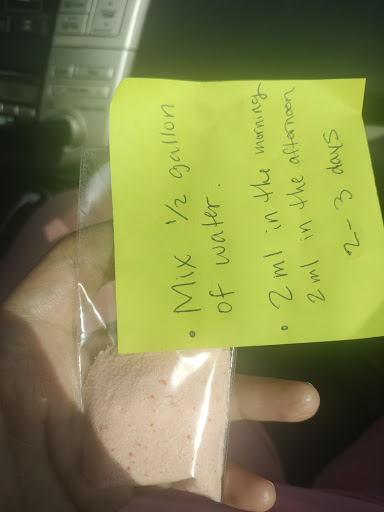 • Mix 1/2 gallon
of water.
• 2 ml in the morning
2 ml in the afternoon
2-3 days